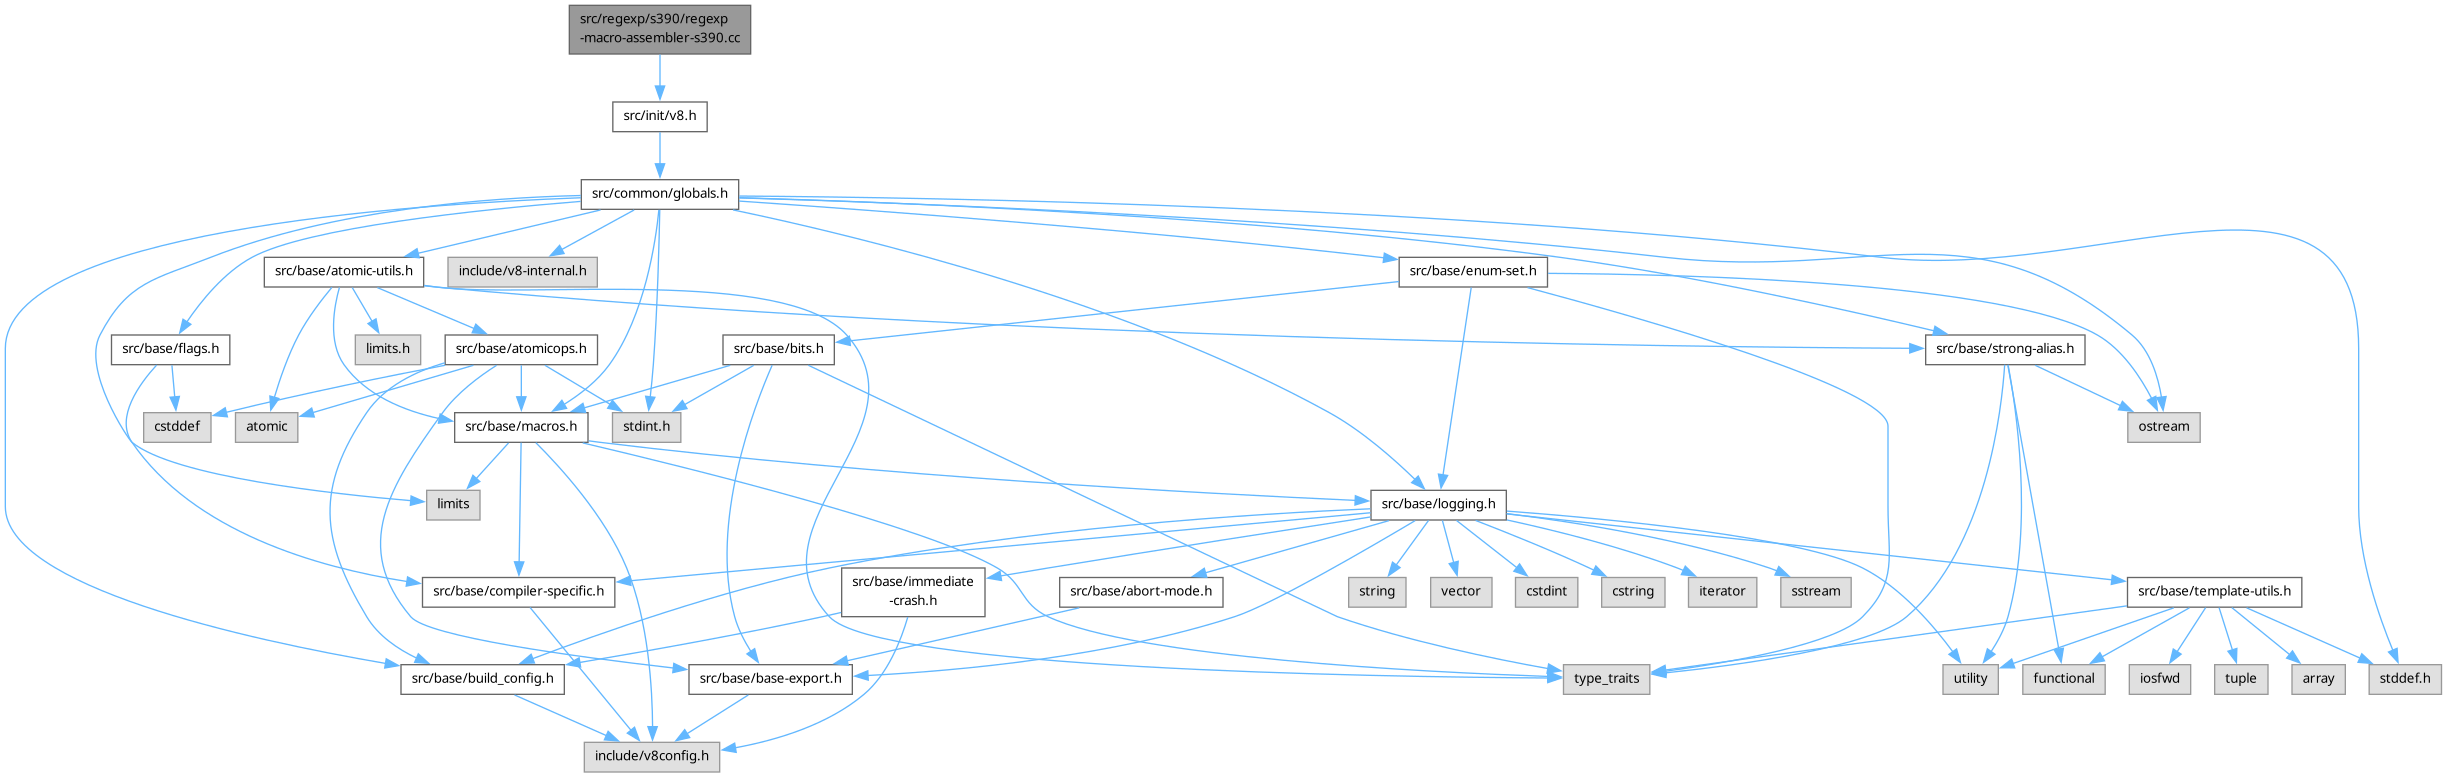 src/regexp/s390/regexp
-macro-assembler-s390.cc
src/init/v8.h
src/common/globals.h
src/base/atomic-utils.h
include/v8-internal.h
src/base/enum-set.h
src/base/flags.h
limits.h
src/base/atomicops.h
src/base/bits.h
src/base/strong-alias.h
cstddef
atomic
src/base/macros.h
stdint.h
ostream
limits
src/base/logging.h
src/base/compiler-specific.h
src/base/immediate
-crash.h
src/base/abort-mode.h
string
vector
cstdint
cstring
iterator
sstream
src/base/template-utils.h
src/base/build_config.h
src/base/base-export.h
type_traits
utility
functional
iosfwd
tuple
array
stddef.h
include/v8config.h